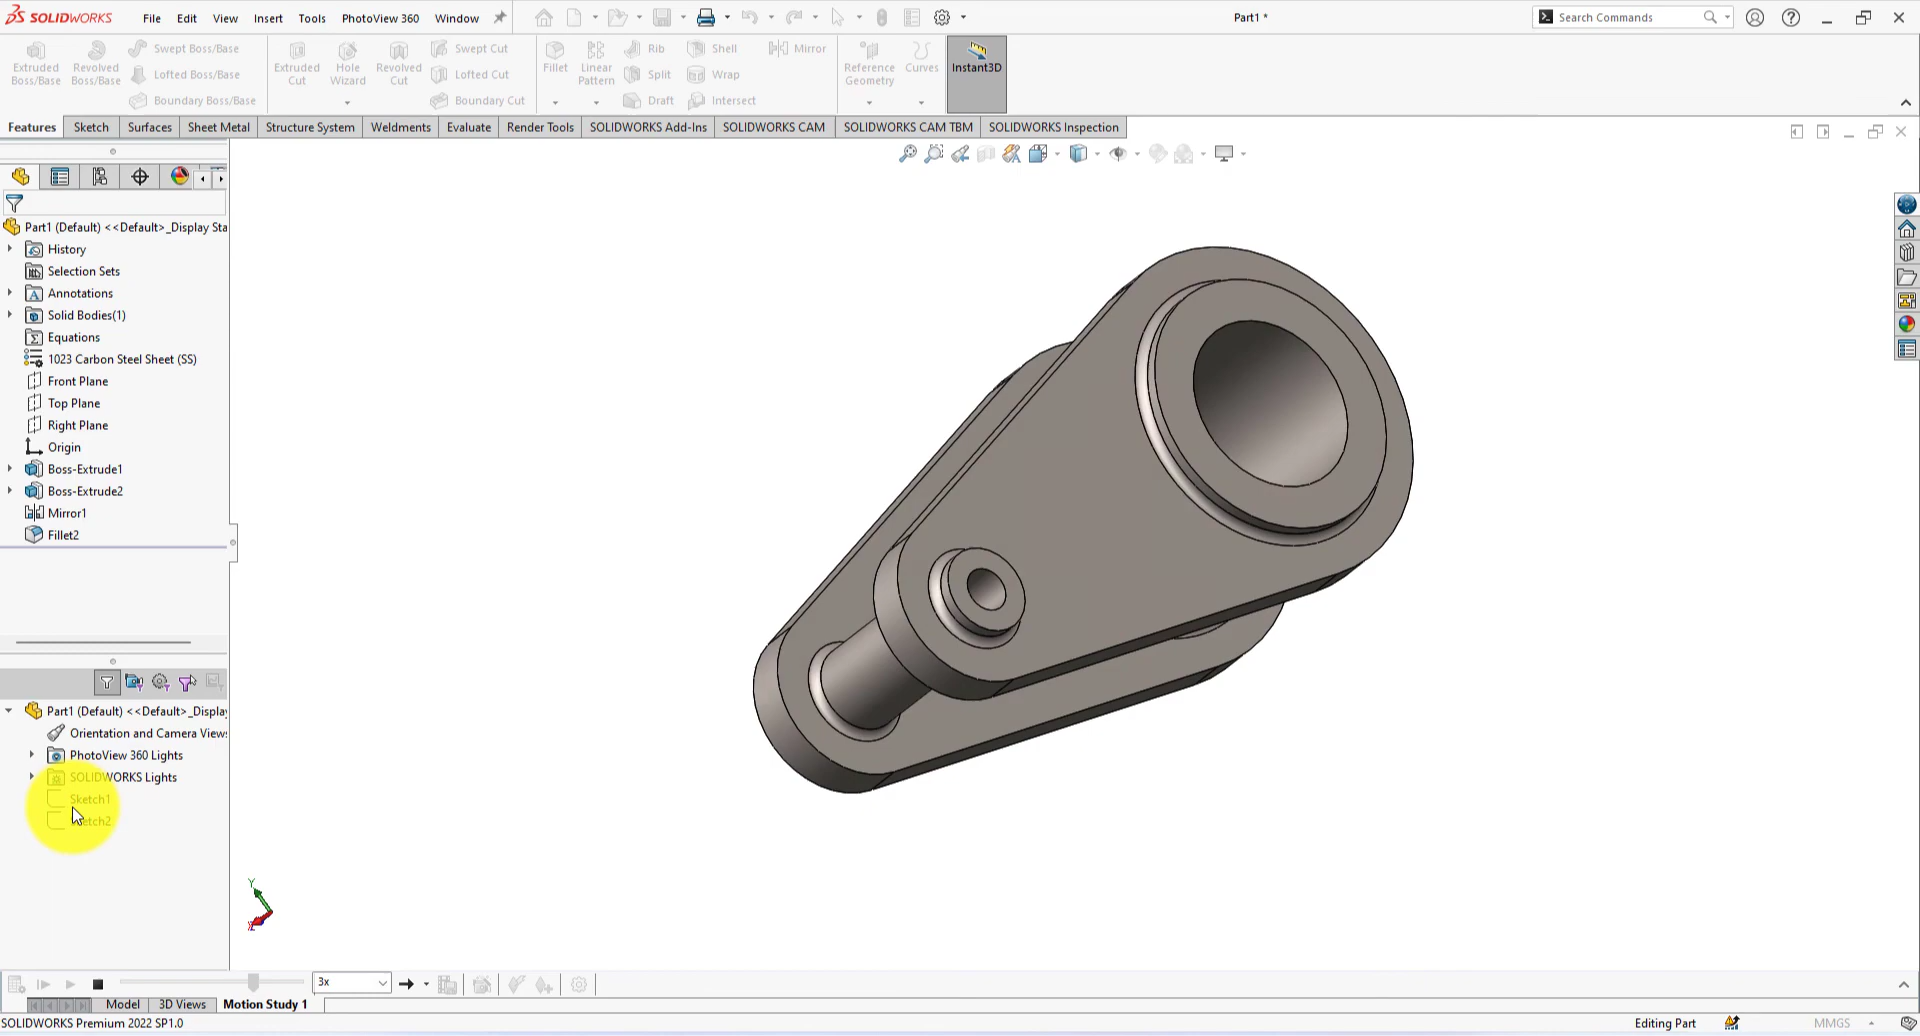 SOLIDWORKS
File Edit View Insert Tools PhotoView 360 Window
Part1 *
Search Commands
Extruded Boss/Base
Revolved Boss/Base
Swept Boss/Base
Lofted Boss/Base
Boundary Boss/Base
Extruded Cut
Hole Wizard
Revolved Cut
Swept Cut
Lofted Cut
Boundary Cut
Fillet
Linear Pattern
Rib
Split
Draft
Shell
Wrap
Intersect
Mirror
Reference Geometry
Curves
Instant3D
Features Sketch Surfaces Sheet Metal Structure System Weldments Evaluate Render Tools SOLIDWORKS Add-Ins SOLIDWORKS CAM SOLIDWORKS CAM TBM SOLIDWORKS Inspection
Part1 (Default) <<Default>_Display Sta
History
Selection Sets
Annotations
Solid Bodies(1)
Equations
1023 Carbon Steel Sheet (SS)
Front Plane
Top Plane
Right Plane
Origin
Boss-Extrude1
Boss-Extrude2
Mirror1
Fillet2
Part1 (Default) <<Default>_Display
Orientation and Camera Views
PhotoView 360 Lights
SOLIDWORKS Lights
Sketch1
Sketch2
Y
3x
Model 3D Views Motion Study 1
SOLIDWORKS Premium 2022 SP1.0
Editing Part
MMGS